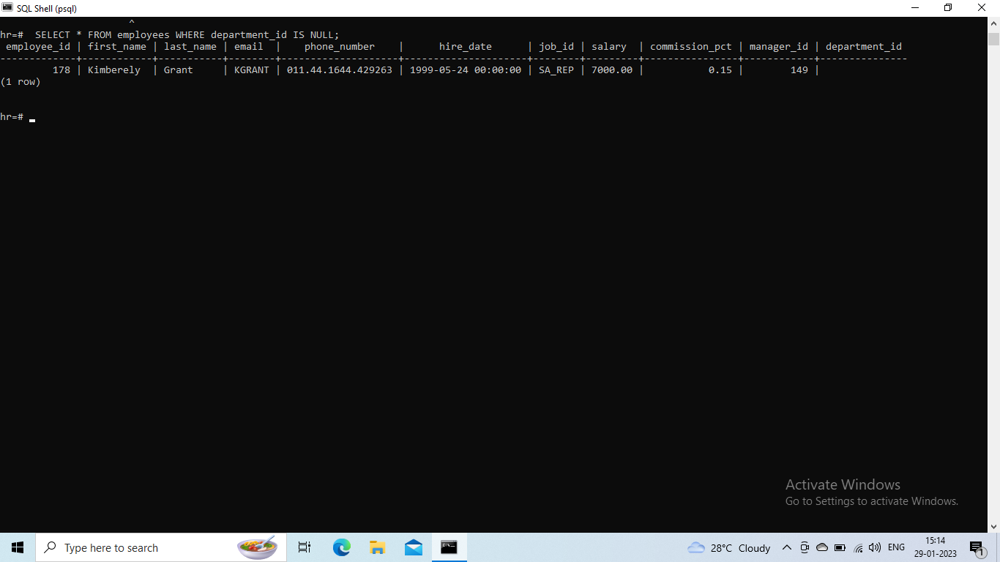 SQL Shell (psql)
^
hr=#  SELECT * FROM employees WHERE department_id IS NULL;
 employee_id | first_name | last_name | email  |    phone_number    |      hire_date      | job_id | salary  | commission_pct | manager_id | department_id
-------------+------------+-----------+--------+--------------------+---------------------+--------+---------+----------------+------------+---------------
         178 | Kimberely  | Grant     | KGRANT | 011.44.1644.429263 | 1999-05-24 00:00:00 | SA_REP | 7000.00 |           0.15 |        149 |
(1 row)
hr=#
Activate Windows
Go to Settings to activate Windows.
Type here to search
28°C Cloudy
ENG
15:14
29-01-2023
1